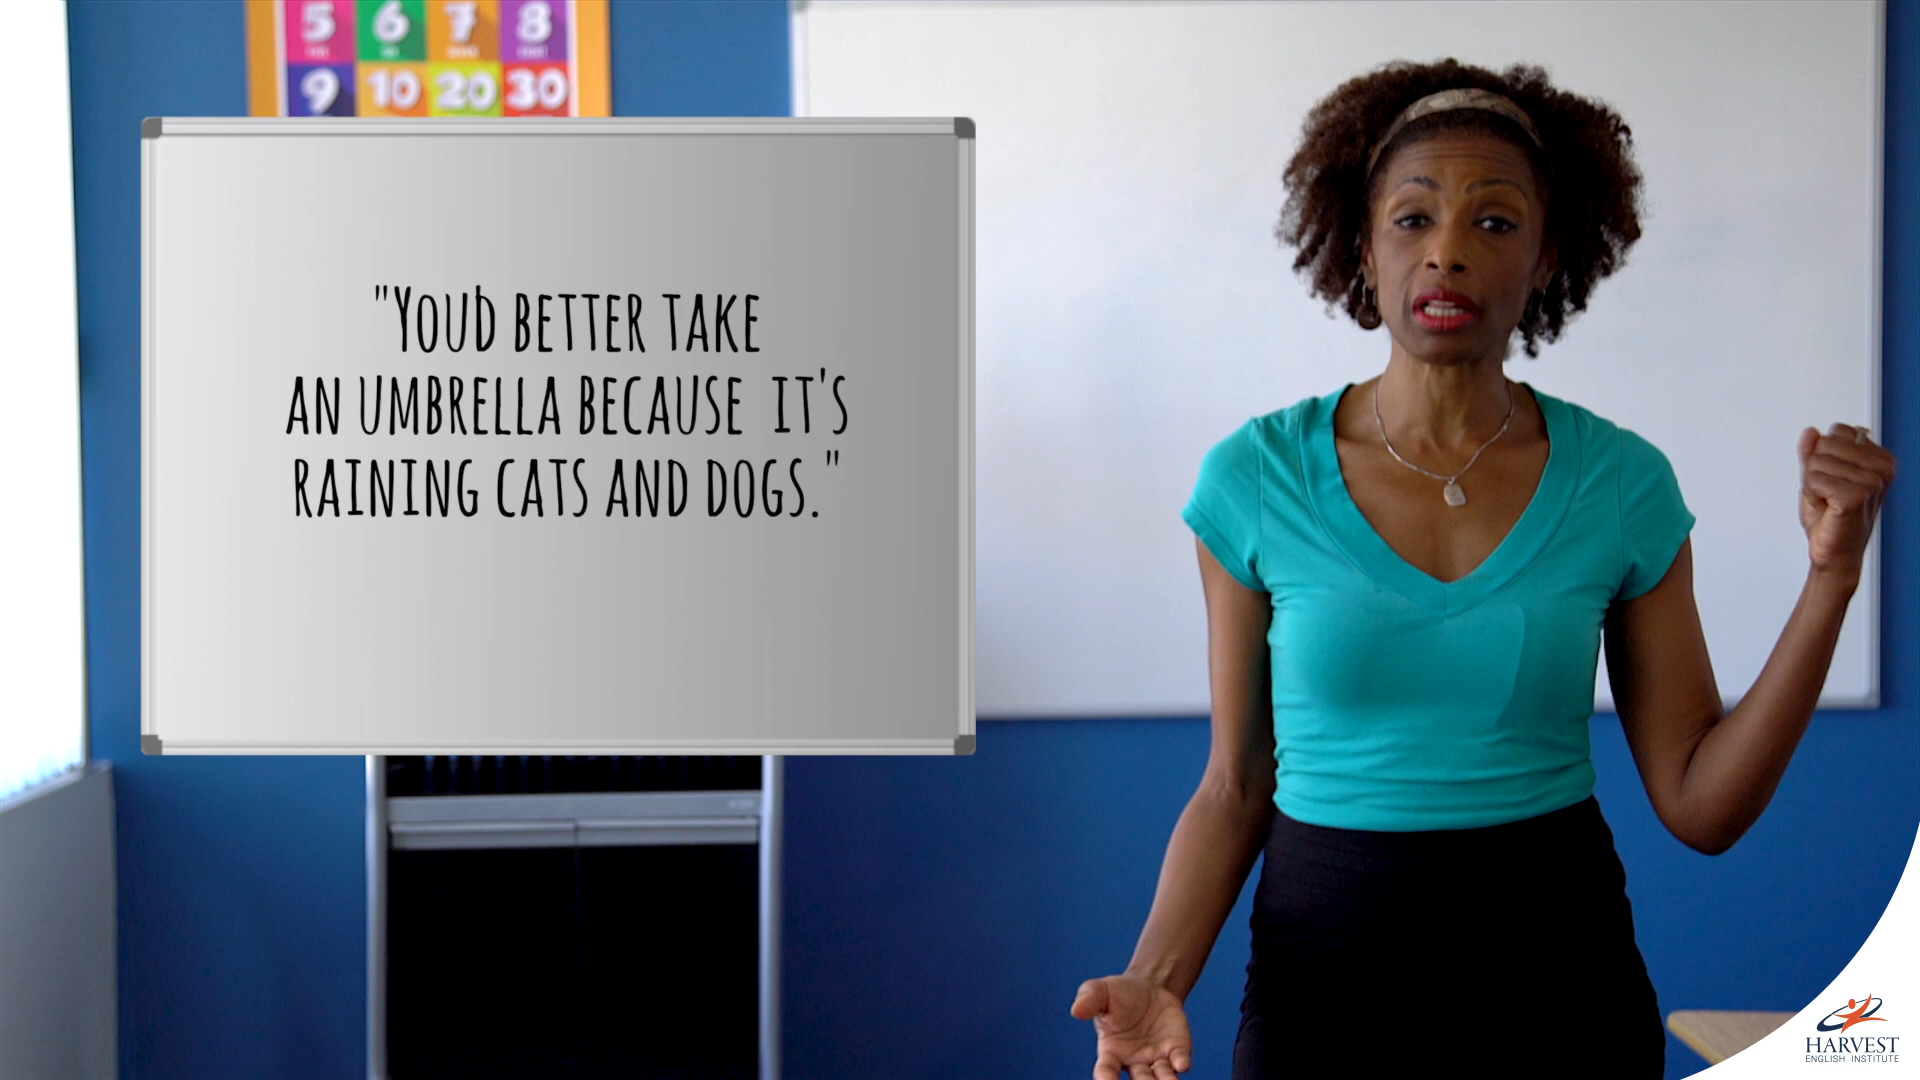 5 6 7 8
9 10 20 30
"YOU'D BETTER TAKE
AN UMBRELLA BECAUSE IT'S
RAINING CATS AND DOGS."
HARVEST
ENGLISH INSTITUTE